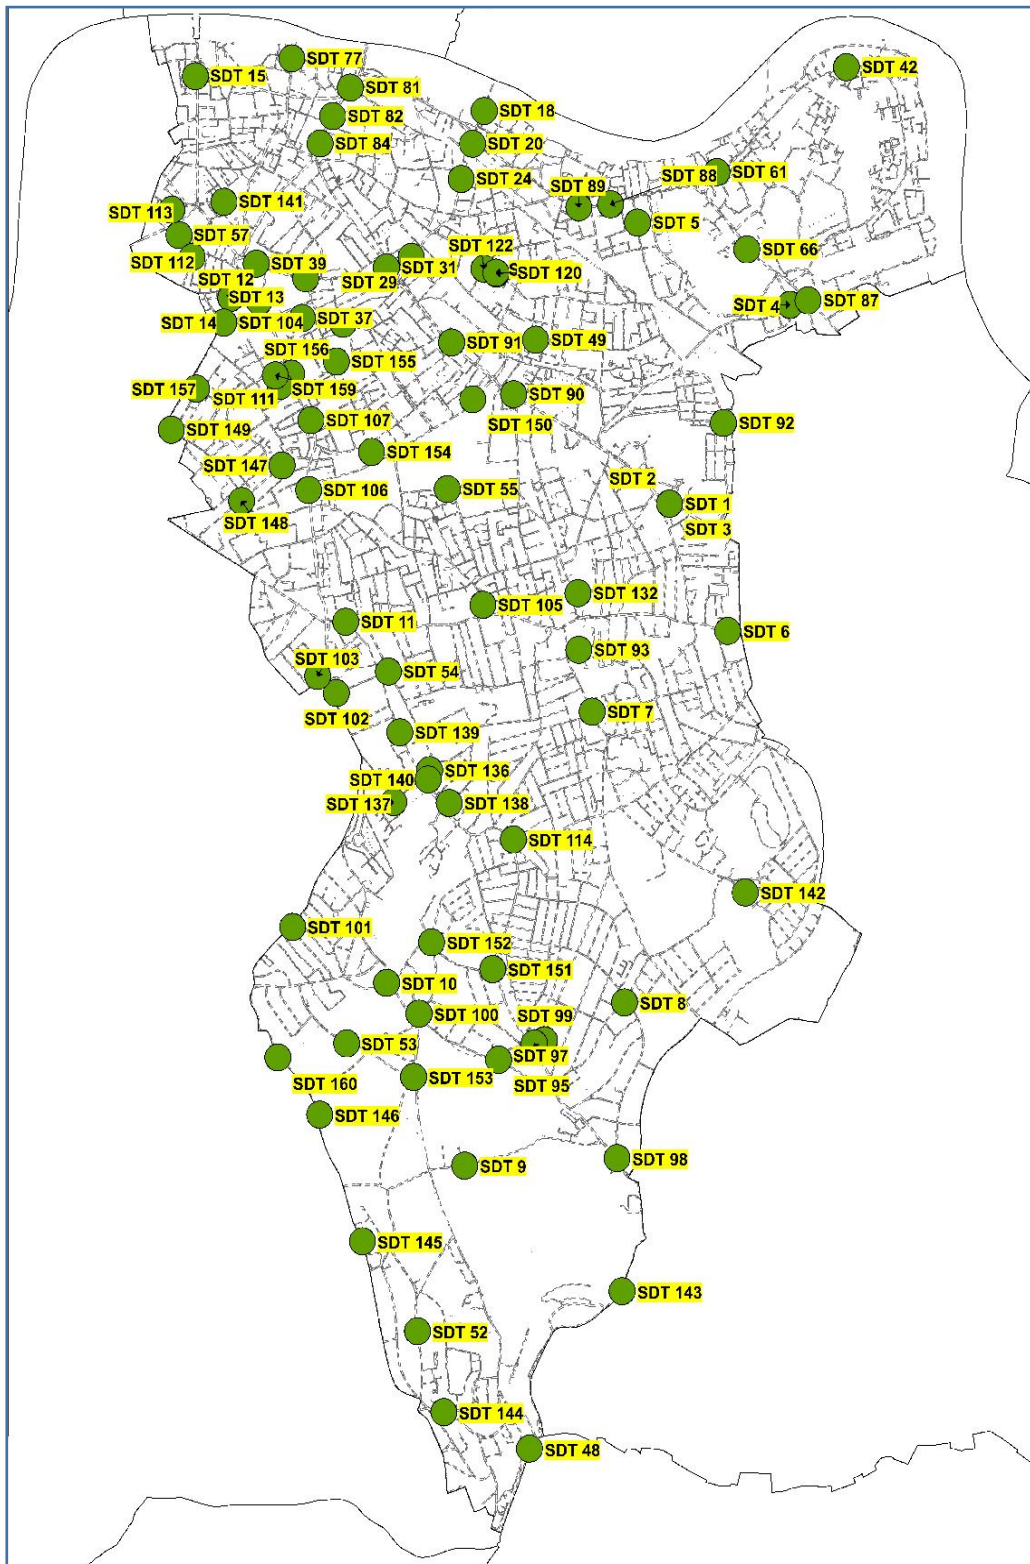 SDT 77
SDT 15
SDT 42
SDT 81
SDT 18
SDT 82
SDT 84
SDT 20
SDT 24
SDT 88
SDT 61
SDT 89
SDT 141
SDT 113
SDT 5
SDT 57
SDT 122
SDT 66
SDT 112
SDT 39
SDT 31
SDT 120
SDT 12
SDT 29
SDT 13
SDT 4
SDT 87
SDT 14
SDT 104
SDT 37
SDT 91
SDT 49
SDT 156
SDT 155
SDT 157
SDT 111
SDT 159
SDT 90
SDT 150
SDT 107
SDT 92
SDT 149
SDT 154
SDT 147
SDT 2
SDT 106
SDT 55
SDT 1
SDT 148
SDT 3
SDT 132
SDT 105
SDT 11
SDT 6
SDT 93
SDT 103
SDT 54
SDT 102
SDT 7
SDT 139
SDT 136
SDT 140
SDT 137
SDT 138
SDT 114
SDT 142
SDT 101
SDT 152
SDT 151
SDT 10
SDT 8
SDT 100
SDT 99
SDT 53
SDT 97
SDT 160
SDT 153
SDT 95
SDT 146
SDT 98
SDT 9
SDT 145
SDT 143
SDT 52
SDT 144
SDT 48